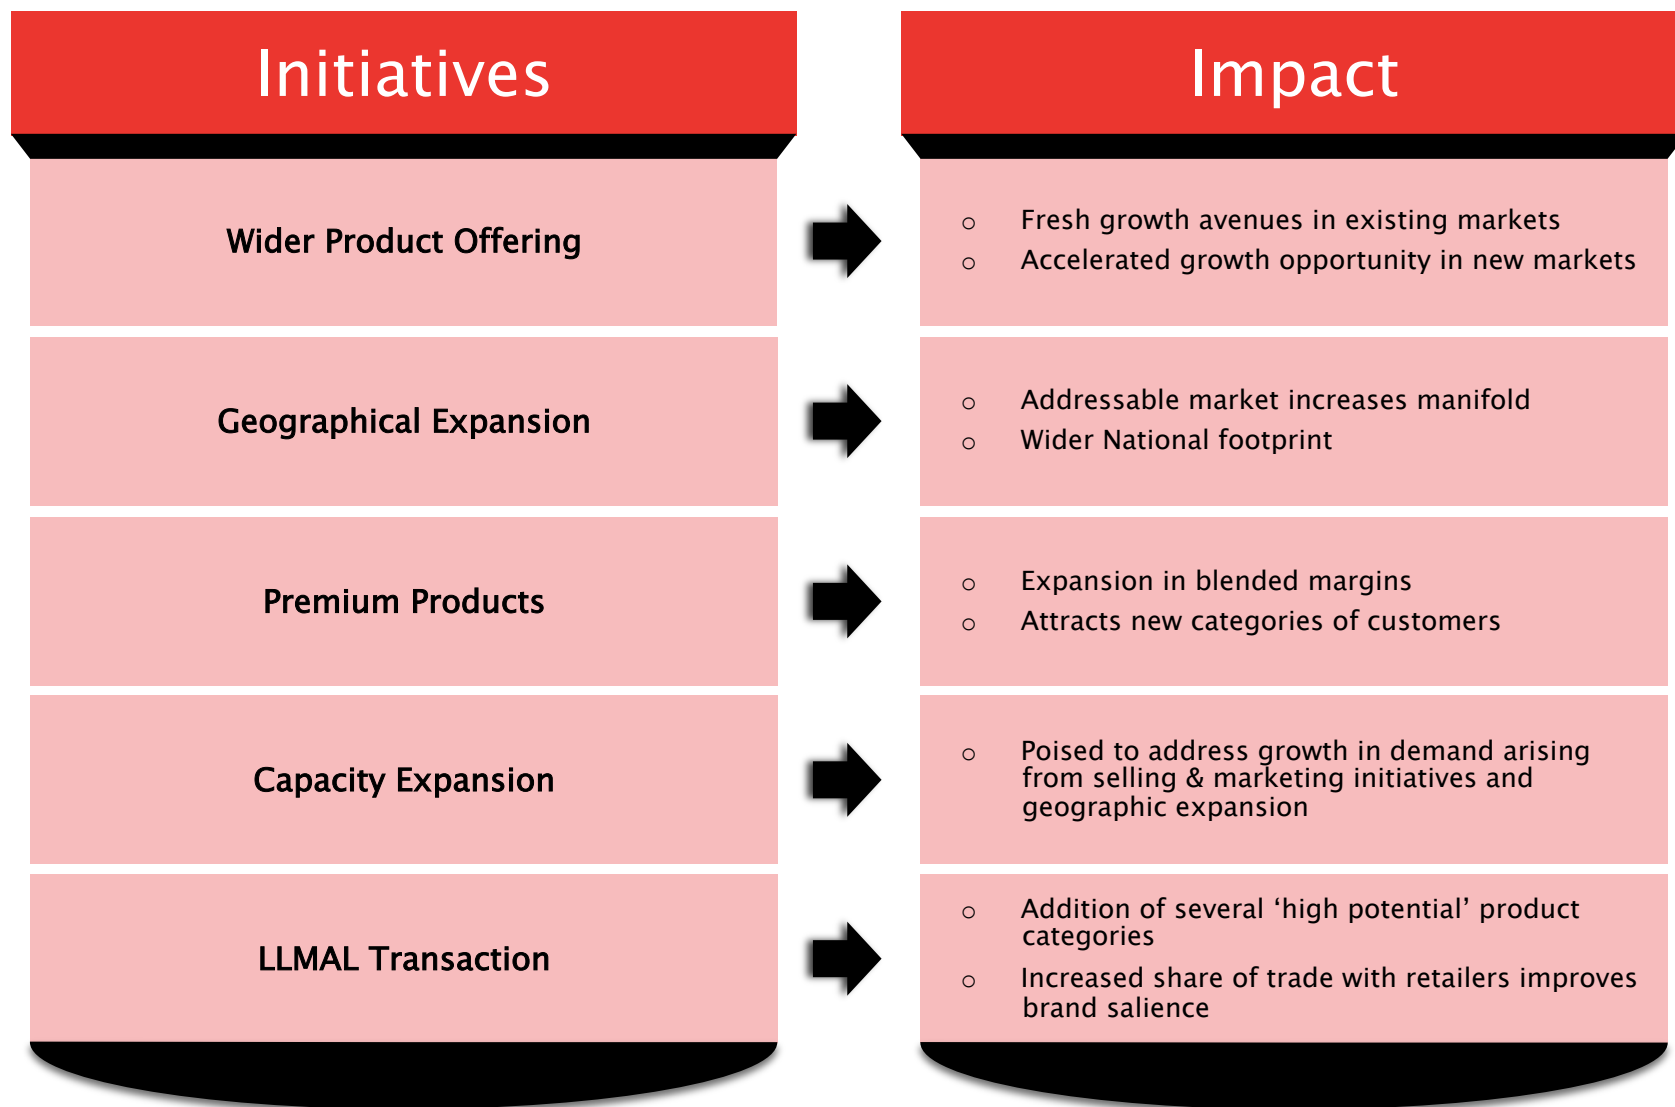 Initiatives
Impact
Wider Product Offering
○ Fresh growth avenues in existing markets
○ Accelerated growth opportunity in new markets
Geographical Expansion
○ Addressable market increases manifold
○ Wider National footprint
Premium Products
○ Expansion in blended margins
○ Attracts new categories of customers
Capacity Expansion
○ Poised to address growth in demand arising
from selling & marketing initiatives and
geographic expansion
LLMAL Transaction
○ Addition of several ‘high potential’ product
categories
○ Increased share of trade with retailers improves
brand salience